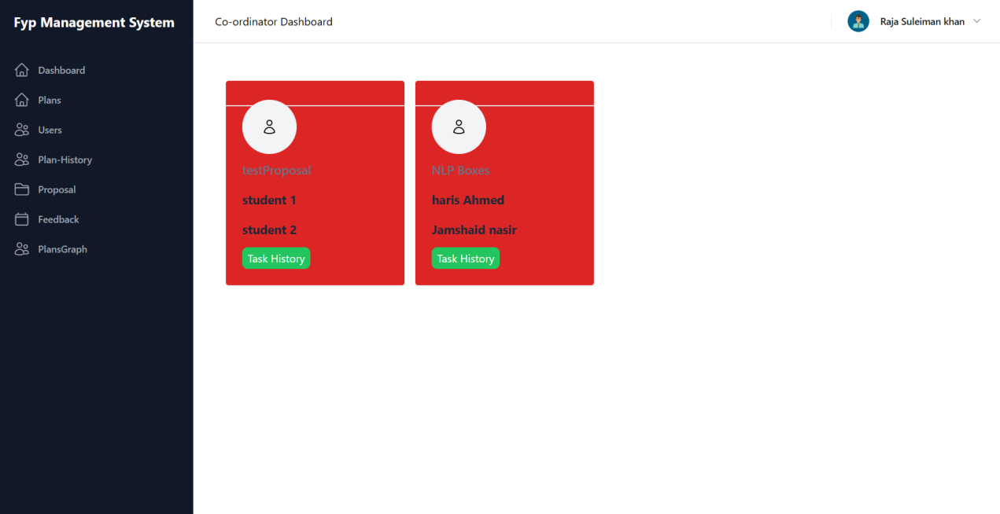 Fyp Management System
Dashboard
Plans
Users
Plan-History
Proposal
Feedback
PlansGraph
Co-ordinator Dashboard
Raja Suleiman khan
testProposal
student 1
student 2
Task History
NLP Boxes
haris Ahmed
Jamshaid nasir
Task History